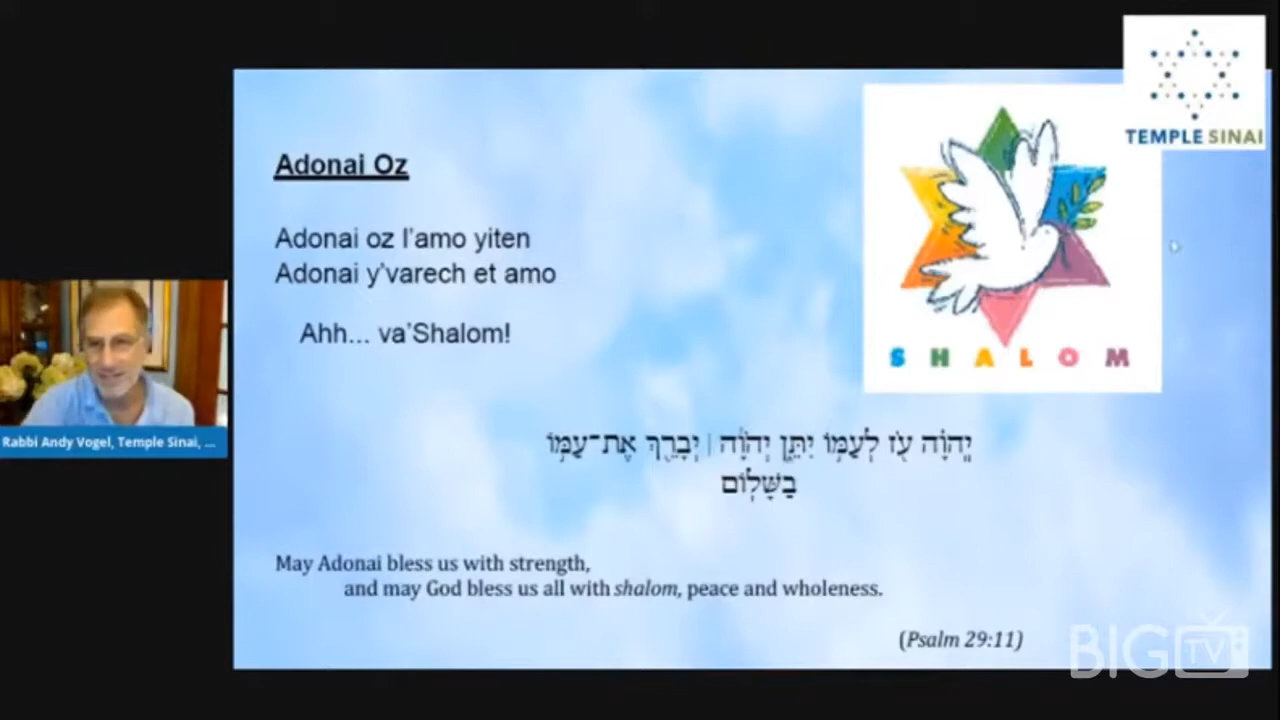 TEMPLE SINAI
Adonai Oz
Adonai oz l'amo yiten
Adonai y'varech et amo
Ahh... va'Shalom!
SHALOM
Rabbi Andy Vogel, Temple Sinai, ...
יְֽהֹוָ֗ה עֹ֭ז לְעַמּ֣וֹ יִתֵּ֑ן יְהֹוָ֓ה ׀ יְבָרֵ֖ךְ אֶת־עַמּ֣וֹ
בַשָּׁלֽוֹם
May Adonai bless us with strength,
and may God bless us all with shalom, peace and wholeness.
(Psalm 29:11)
BIG TV